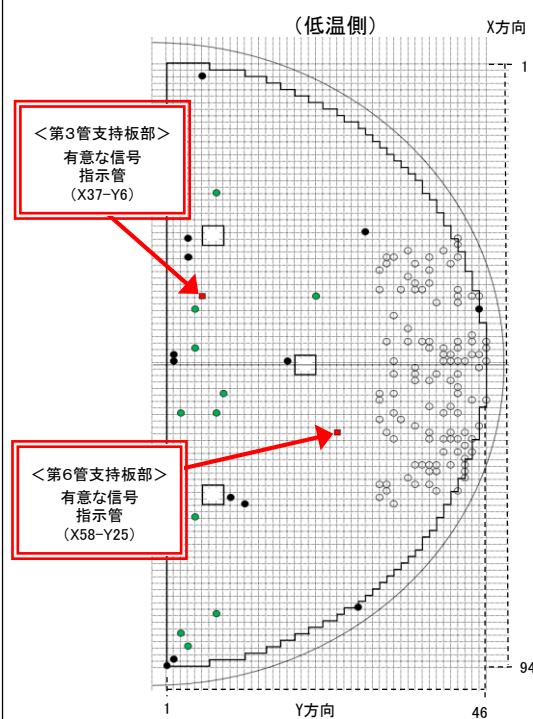 (低温側)
X方向
1
<第3管支持板部>
有意な信号
指示管
(X37-Y6)
<第6管支持板部>
有意な信号
指示管
(X58-Y25)
94
1
Y方向
46